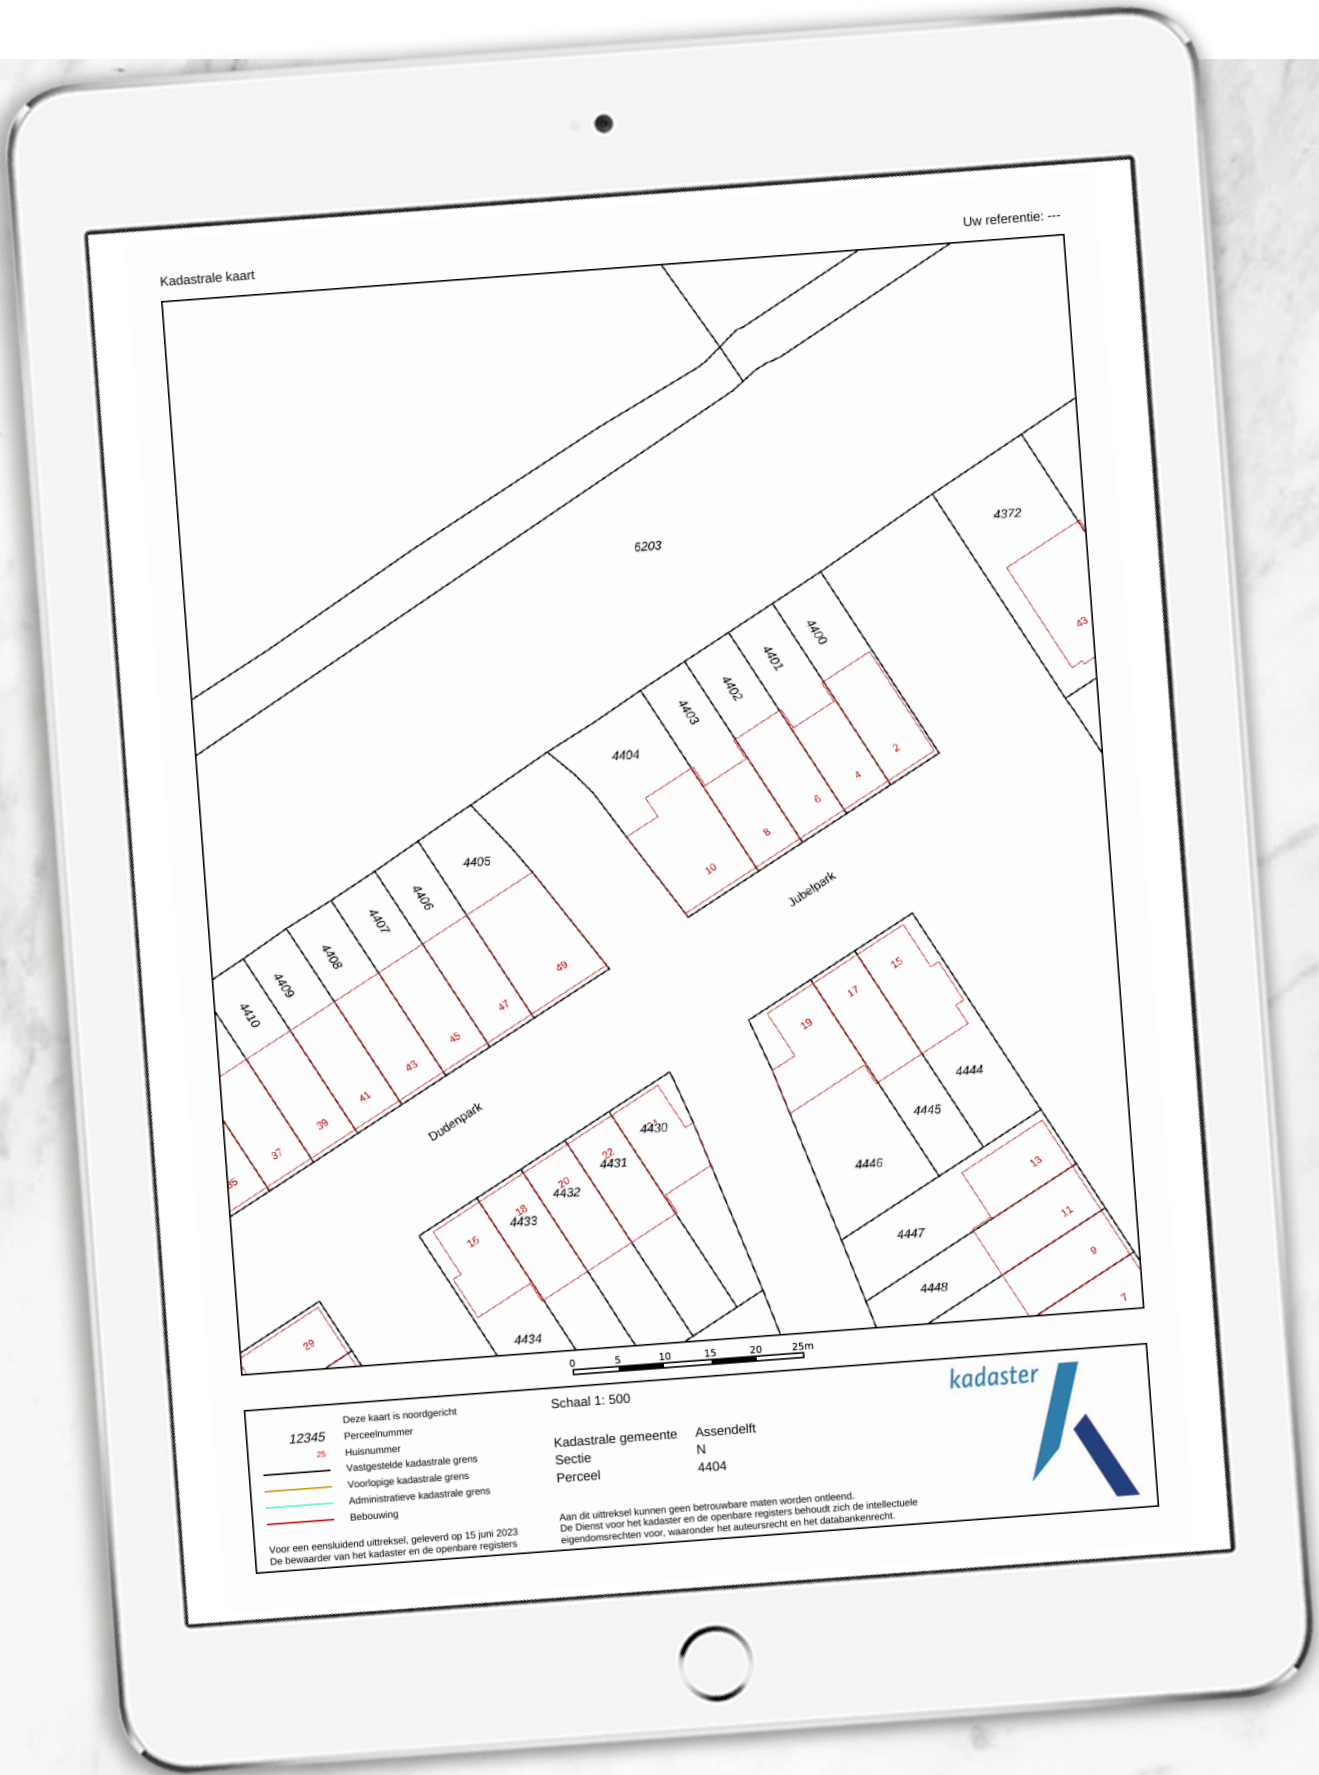 Uw referentie: ---
Kadastrale kaart
4372
6203
43
4400
4401
4402
4403
4404
2
4
6
8
10
Jubelpark
4405
4406
4407
4408
4409
4410
49
47
45
43
41
39
37
35
Dudenpark
15
17
19
4444
4445
4446
4430
22
4431
20
4432
18
4433
16
13
11
9
7
4447
4448
4434
29
0 5 10 15 20 25m
Deze kaart is noordgericht
12345 Perceelnummer
25 Huisnummer
Vastgestelde kadastrale grens
Voorlopige kadastrale grens
Administratieve kadastrale grens
Bebouwing
Voor een eensluidend uittreksel, geleverd op 15 juni 2023
De bewaarder van het kadaster en de openbare registers
Schaal 1: 500
Kadastrale gemeente Assendelft
Sectie N
Perceel 4404
Aan dit uittreksel kunnen geen betrouwbare maten worden ontleend.
De Dienst voor het kadaster en de openbare registers behoudt zich de intellectuele
eigendomsrechten voor, waaronder het auteursrecht en het databankenrecht.
kadaster